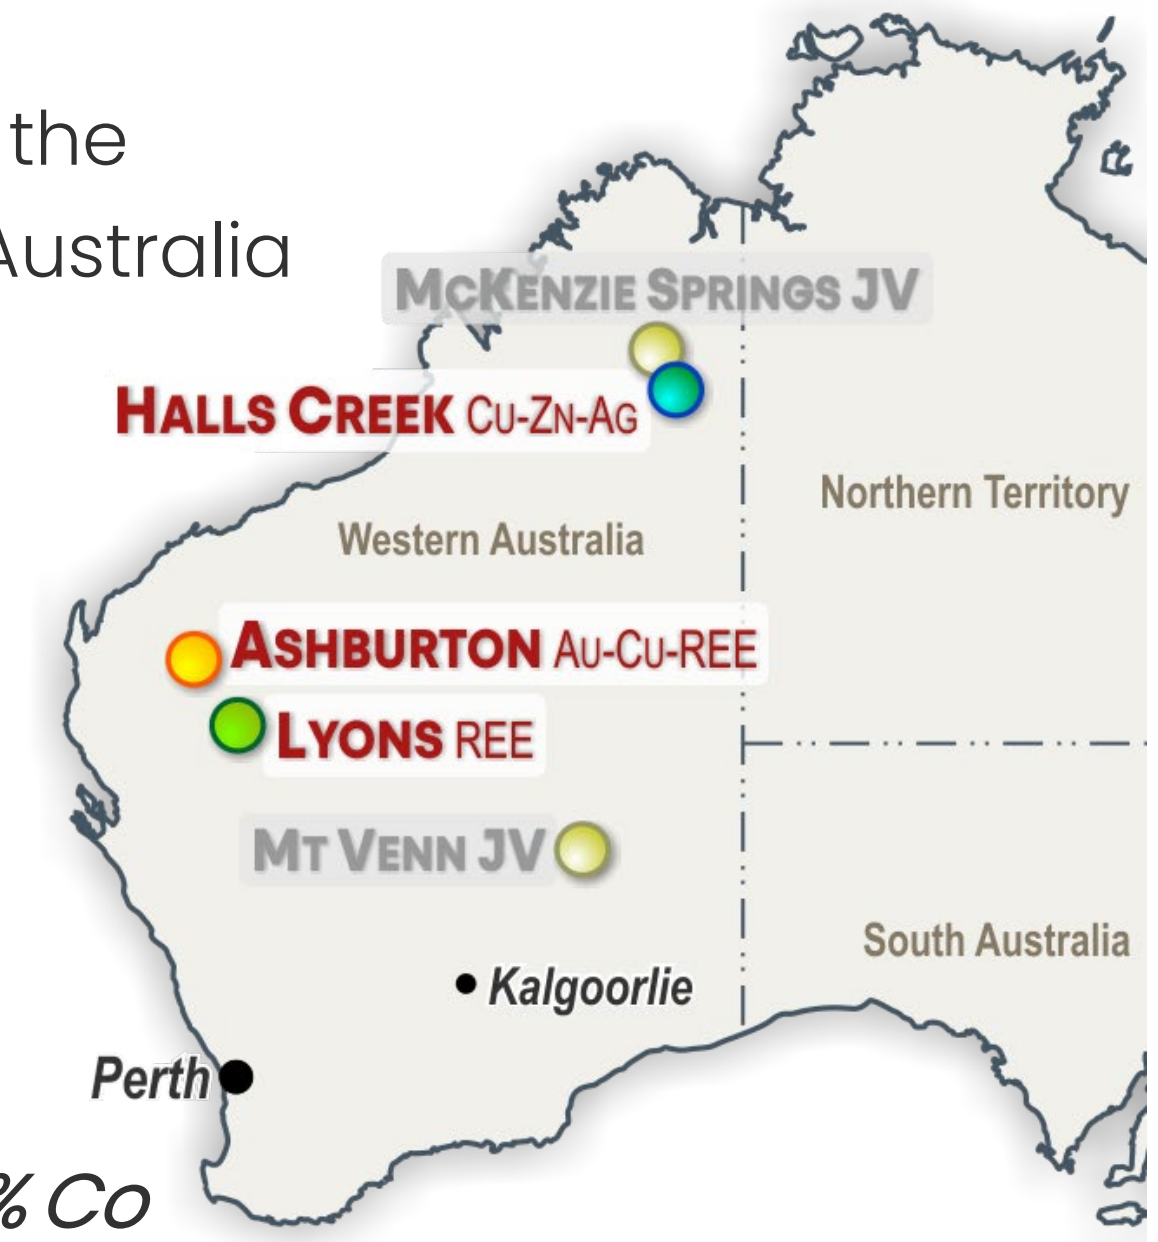 the
Australia
McKenzie Springs JV
Halls Creek Cu-Zn-Ag
Northern Territory
Western Australia
Ashburton Au-Cu-REE
Lyons REE
Mt Venn JV
South Australia
Kalgoorlie
Perth
% Co